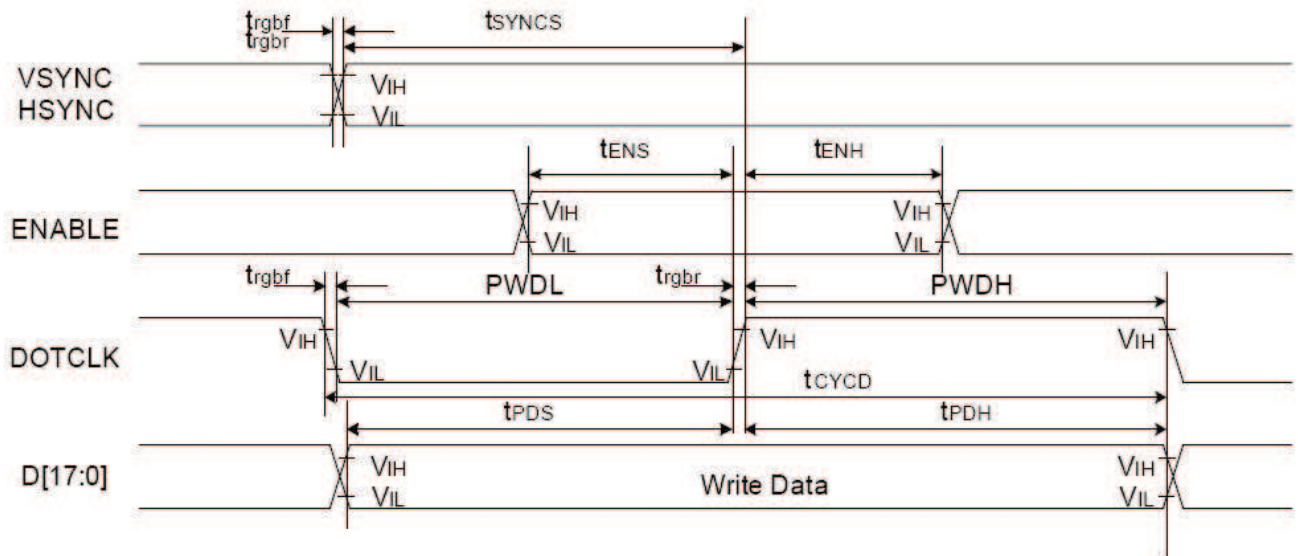 trgbf
trgbr
tSYNCS
VSYNC
HSYNC
VIH
VIL
tENS
tENH
ENABLE
VIH
VIL
VIH
VIL
trgbf
PWDL
trgbr
PWDH
DOTCLK
VIH
VIL
VIL
VIH
VIH
tCYCD
tPDS
tPDH
D[17:0]
VIH
VIL
Write Data
VIH
VIL